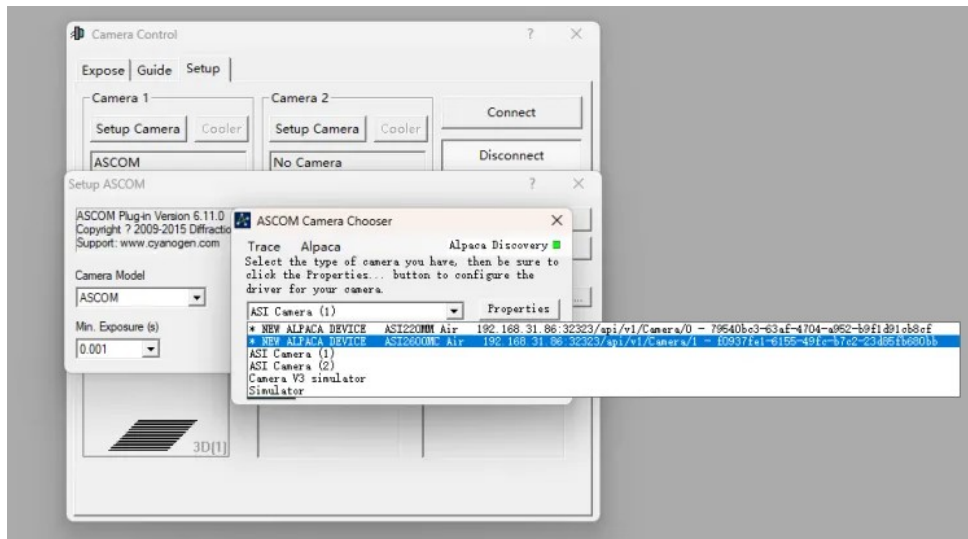 Camera Control
Expose Guide Setup
Camera 1
Camera 2
Setup Camera Cooler
Setup Camera Cooler
Connect
ASCOM
No Camera
Disconnect
Setup ASCOM
ASCOM Plug-in Version 6.11.0
Copyright ? 2009-2015 Diffractio
Support: www.cyanogen.com
Camera Model
ASCOM
Min. Exposure (s)
0.001
ASCOM Camera Chooser
Trace Alpaca Alpaca Discovery
Select the type of camera you have, then be sure to
click the Properties... button to configure the
driver for your camera.
ASI Camera (1)
Properties
* NEW ALPACA DEVICE ASI220MM Air 192.168.31.86:32323/api/v1/Camera/0 - 79540bc3-63af-4704-a952-b9f1d91cb8cf
* NEW ALPACA DEVICE ASI2600MC Air 192.168.31.86:32323/api/v1/Camera/1 - f0937fe1-6155-49fc-b7c2-23d85fb680bb
ASI Camera (1)
ASI Camera (2)
Camera V3 simulator
Simulator
3D[1]